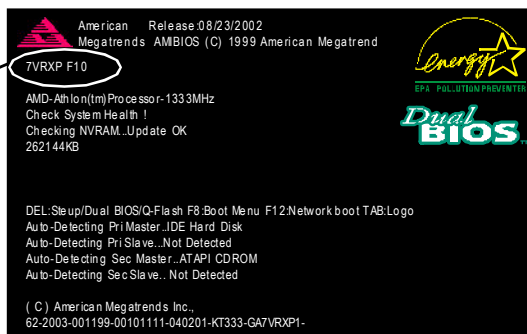 American Release:08/23/2002
Megatrends AMIBIOS (C) 1999 American Megatrend
7VRXP F10
energy
EPA POLLUTION PREVENTER
Dual
BIOS
TM
AMD-Athlon(tm)Processor-1333MHz
Check System Health !
Checking NVRAM..Update OK
262144KB
DEL:Steup/Dual BIOS/Q-Flash F8:Boot Menu F12:Network boot TAB:Logo
Auto-Detecting Pri Master..IDE Hard Disk
Auto-Detecting Pri Slave...Not Detected
Auto-Detecting Sec Master..ATAPI CDROM
Auto-Detecting Sec Slave.. Not Detected
( C ) American Megatrends Inc.,
62-2003-001199-00101111-040201-KT333-GA7VRXP1-